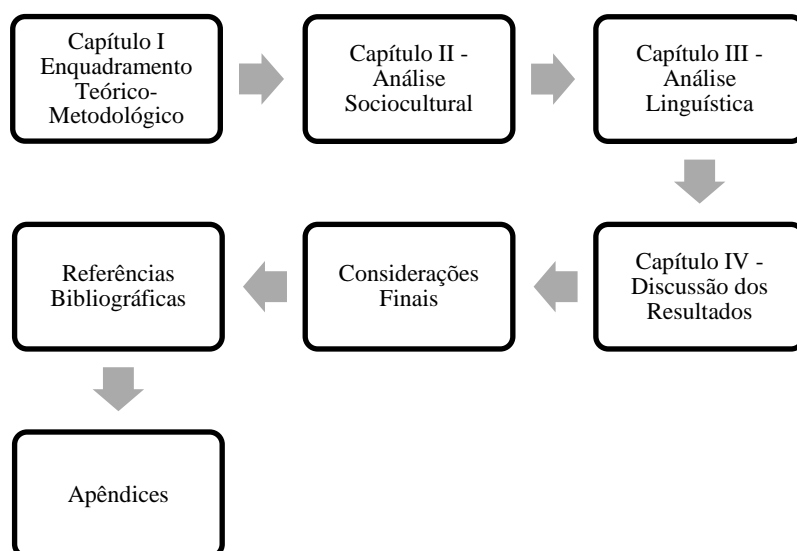 Capítulo I
Enquadramento
Teórico-
Metodológico
Capítulo II -
Análise
Sociocultural
Capítulo III -
Análise
Linguística
Capítulo IV -
Discussão dos
Resultados
Considerações
Finais
Referências
Bibliográficas
Apêndices